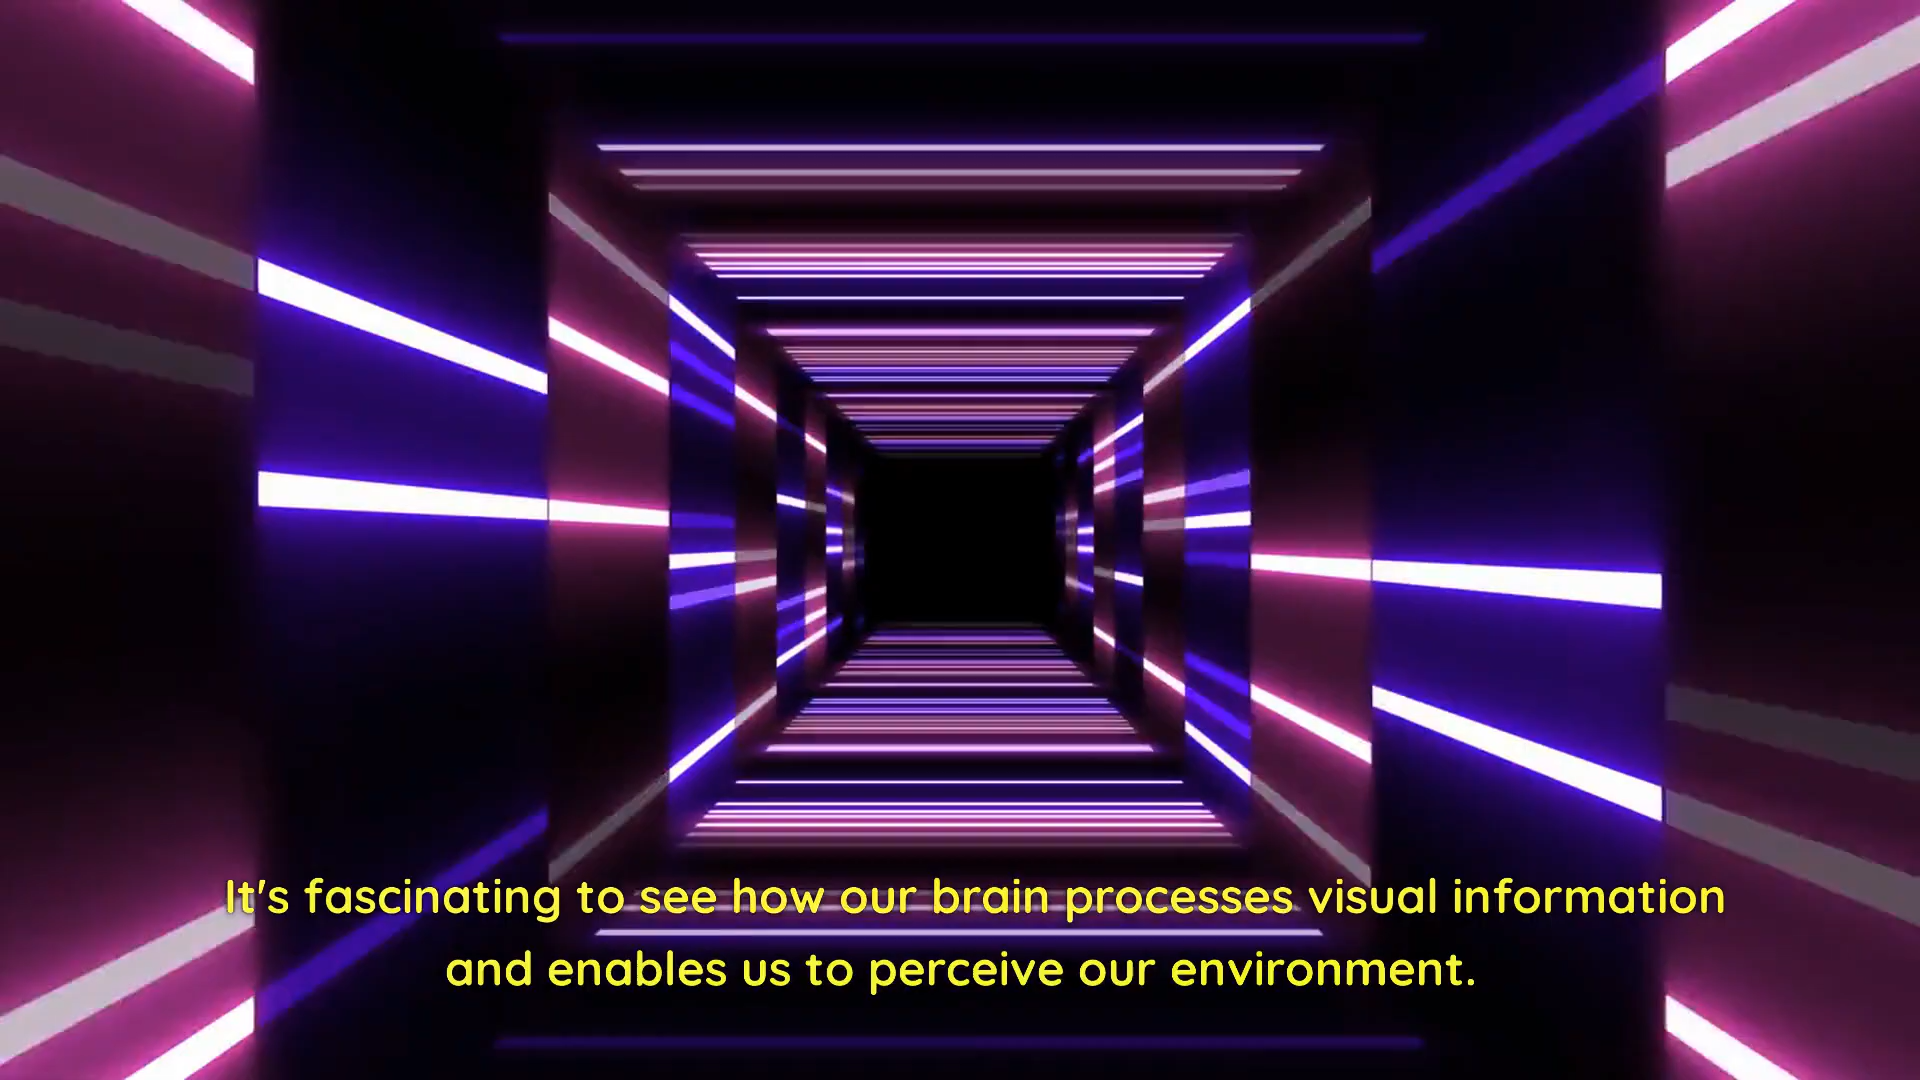 It's fascinating to see how our brain processes visual information
and enables us to perceive our environment.